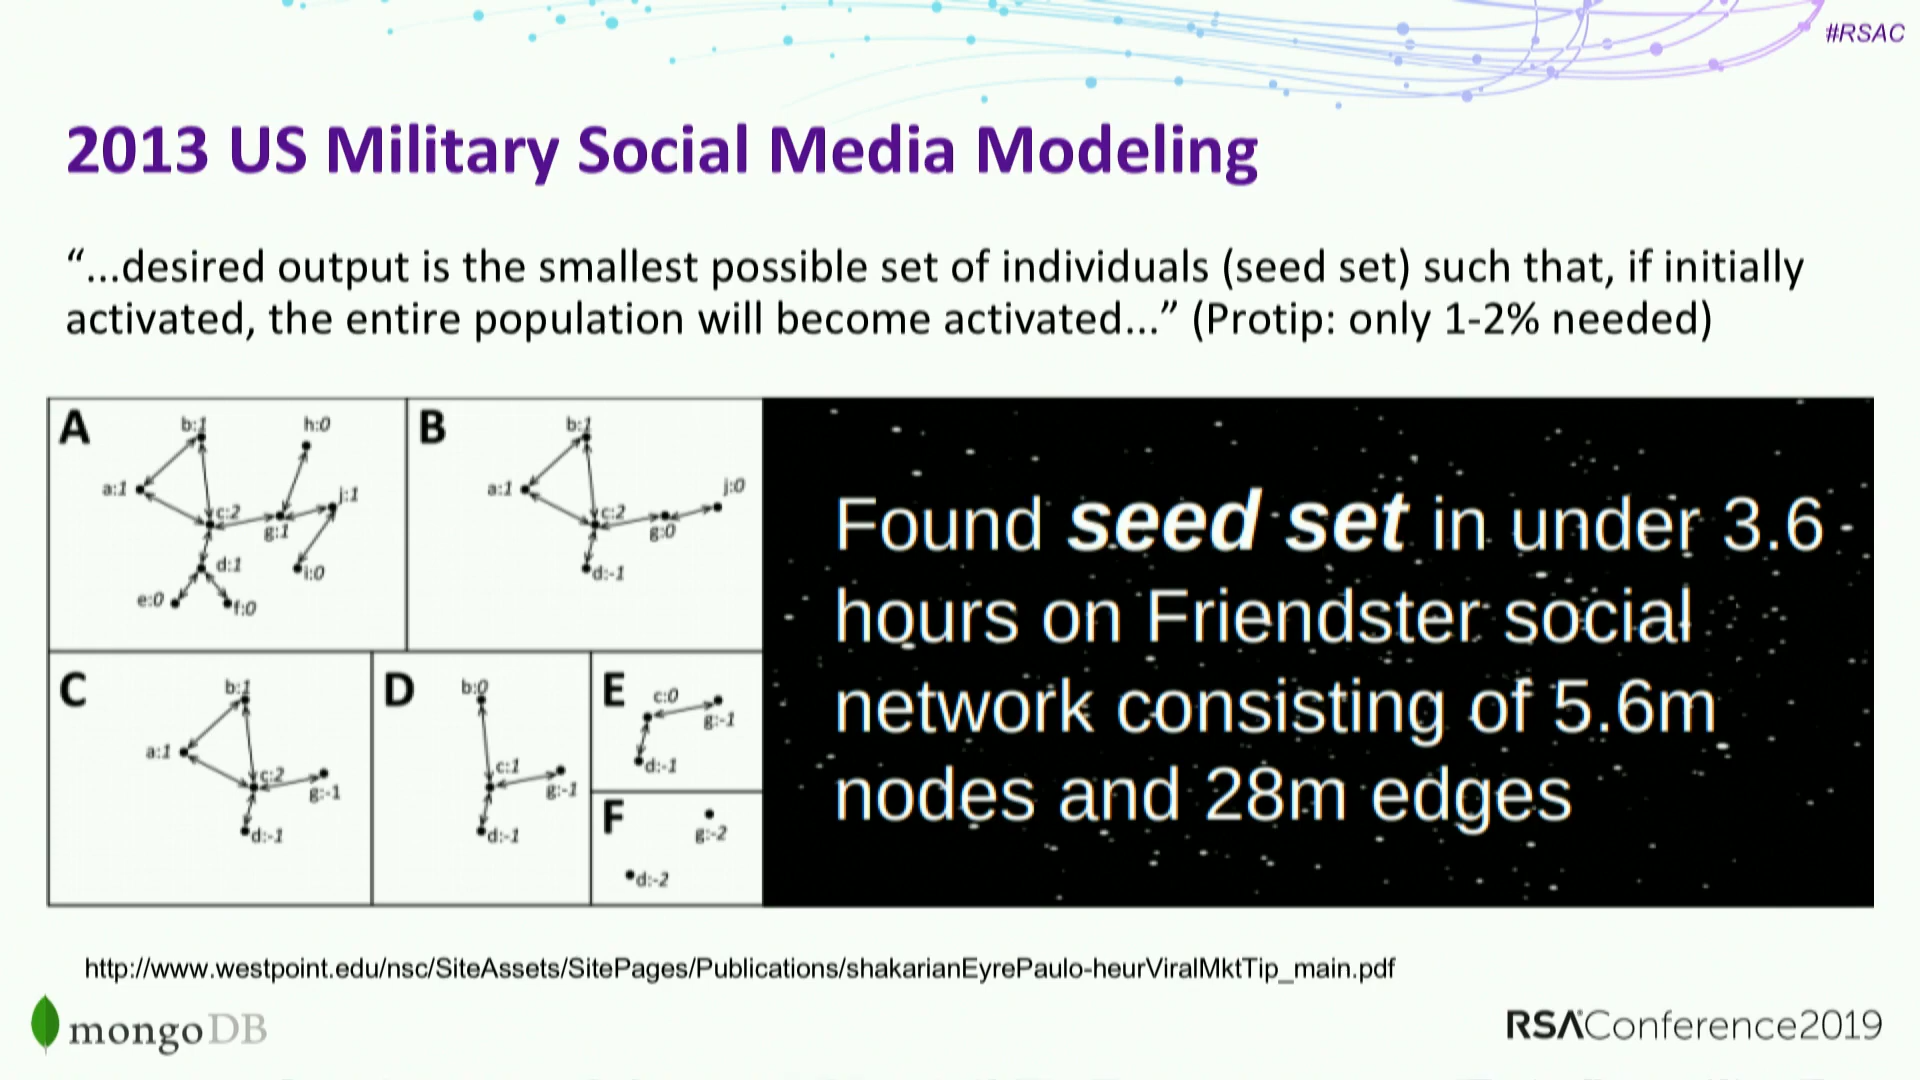 #RSAC
2013 US Military Social Media Modeling
“...desired output is the smallest possible set of individuals (seed set) such that, if initially
activated, the entire population will become activated...” (Protip: only 1-2% needed)
A
b:1
h:0
a:1
j:1
c:2
g:1
d:1
i:0
e:0
f:0
B
b:1
a:1
j:0
c:2
g:0
d:-1
C
b:1
a:1
c:2
g:-1
d:-1
D
b:0
c:1
g:-1
d:-1
E
c:0
g:-1
d:-1
F
g:-2
d:-2
Found seed set in under 3.6
hours on Friendster social
network consisting of 5.6m
nodes and 28m edges
http://www.westpoint.edu/nsc/SiteAssets/SitePages/Publications/shakarianEyrePaulo-heurViralMktTip_main.pdf
mongoDB
RSAConference2019